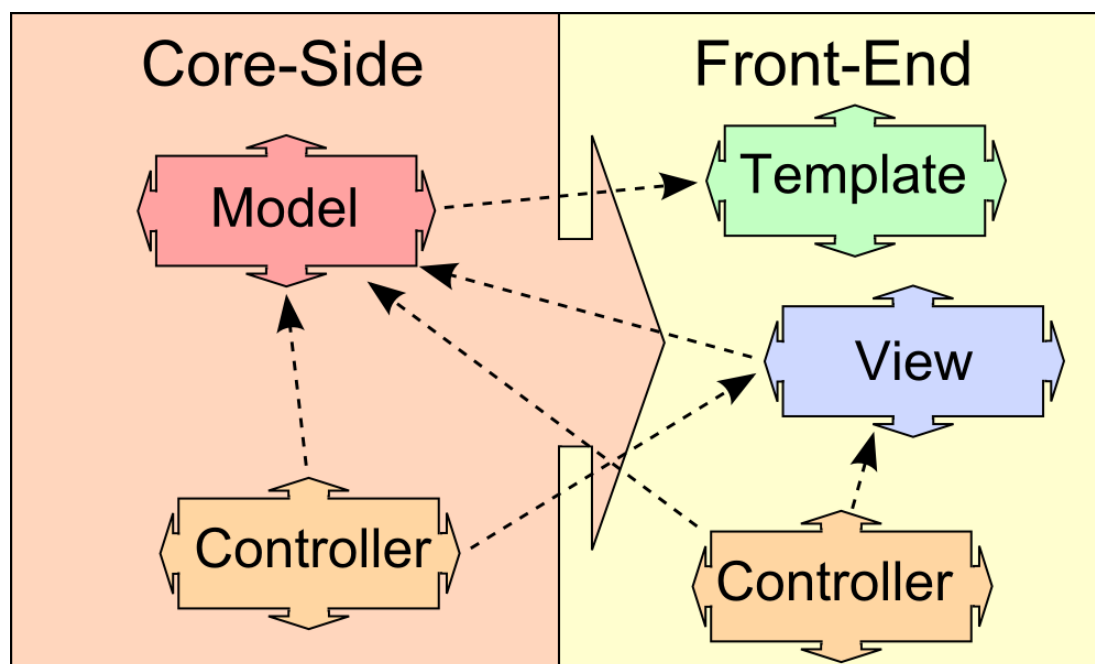 Core-Side
Front-End
Model
Template
View
Controller
Controller